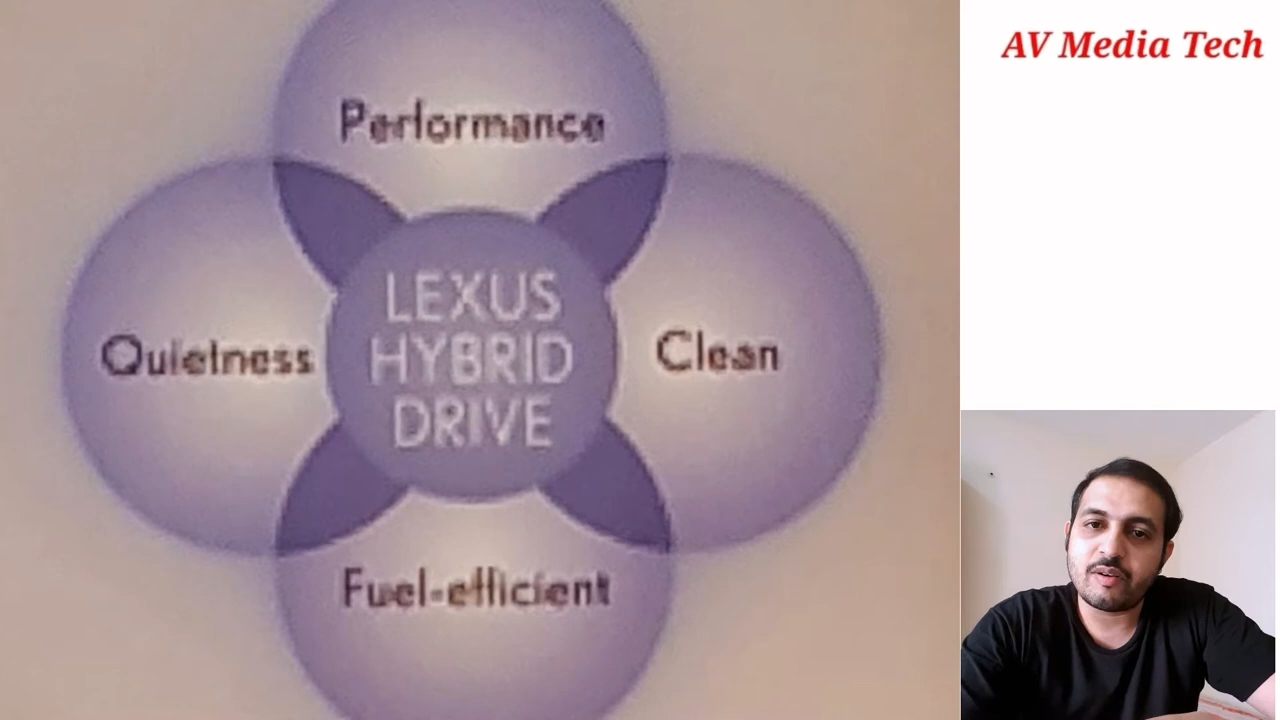 AV Media Tech
Performance
Quietness
LEXUS
HYBRID
DRIVE
Clean
Fuel-efficient